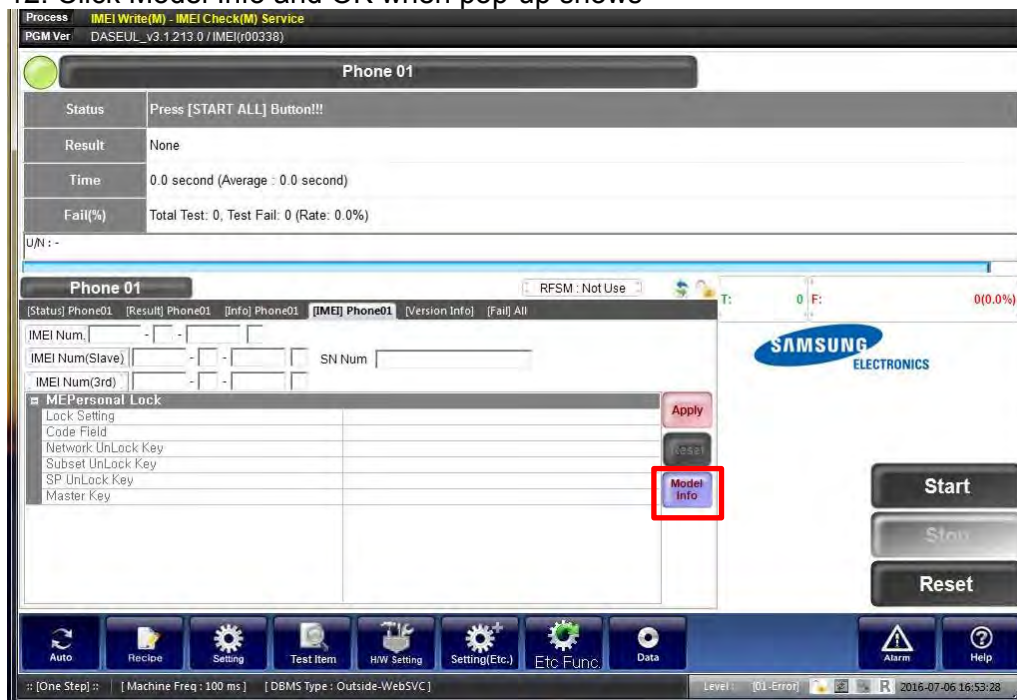 12. Click Model Info and OK when pop-up shows
Process IMEI Write(M) - IMEI Check(M) Service
PGM Ver DASEUL_v3.1.213.0 / IMEI(r00338)
Phone 01
Status Press [START ALL] Button!!!
Result None
Time 0.0 second (Average : 0.0 second)
Fail(%) Total Test: 0, Test Fail: 0 (Rate: 0.0%)
U/N : -
Phone 01 RFSM : Not Use T: 0 F: 0(0.0%)
[Status] Phone01 [Result] Phone01 [Info] Phone01 [IMEI] Phone01 [Version Info] [Fail] All
IMEI Num. - -
IMEI Num(Slave) - - SN Num
IMEI Num(3rd) - -
SAMSUNG
ELECTRONICS
MEPersonal Lock
Lock Setting
Code Field
Network UnLock Key
Subset UnLock Key
SP UnLock Key
Master Key
Apply
Reset
Model
Info
Start
Stop
Reset
Auto Recipe Setting Test Item H/W Setting Setting(Etc.) Etc Func. Data Alarm Help
:: [One Step] :: [ Machine Freq : 100 ms ] [ DBMS Type : Outside-WebSVC ] Level : [01-Error] R 2016-07-06 16:53:28